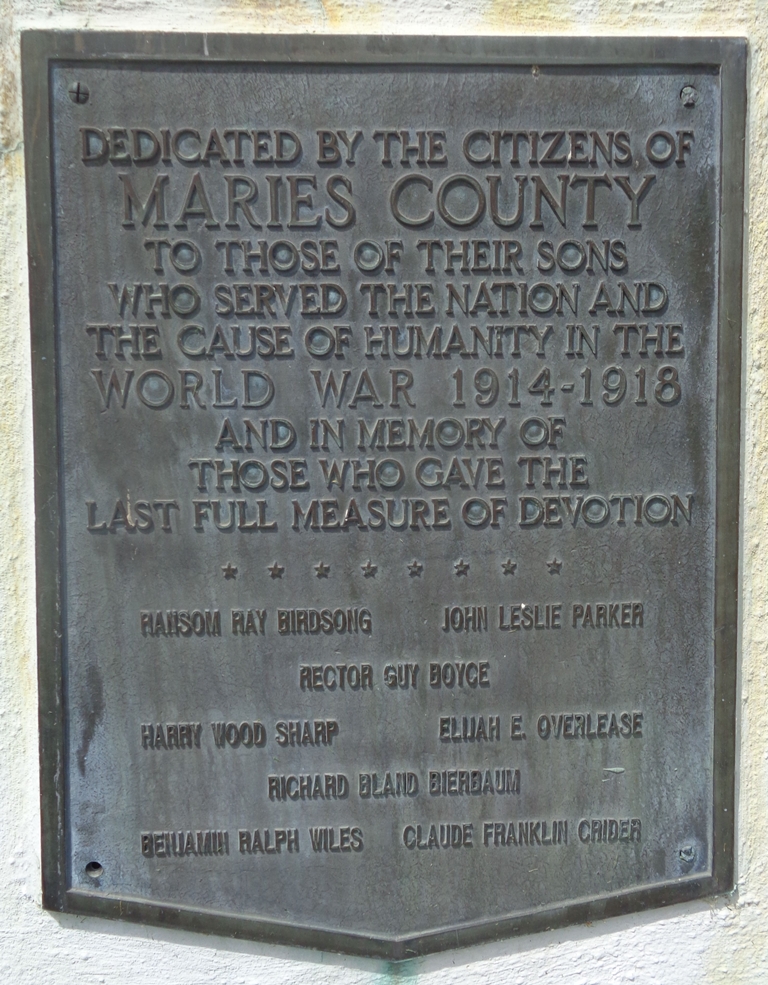 DEDICATED BY THE CITIZENS OF
MARIES COUNTY
TO THOSE OF THEIR SONS
WHO SERVED THE NATION AND
THE CAUSE OF HUMANITY IN THE
WORLD WAR 1914-1918
AND IN MEMORY OF
THOSE WHO GAVE THE
LAST FULL MEASURE OF DEVOTION
RANSOM RAY BIRDSONG JOHN LESLIE PARKER
RECTOR GUY BOYCE
HARRY WOOD SHARP ELIJAH E. OVERLEASE
RICHARD BLAND BIERBAUM
BENJAMIN RALPH WILES CLAUDE FRANKLIN CRIDER